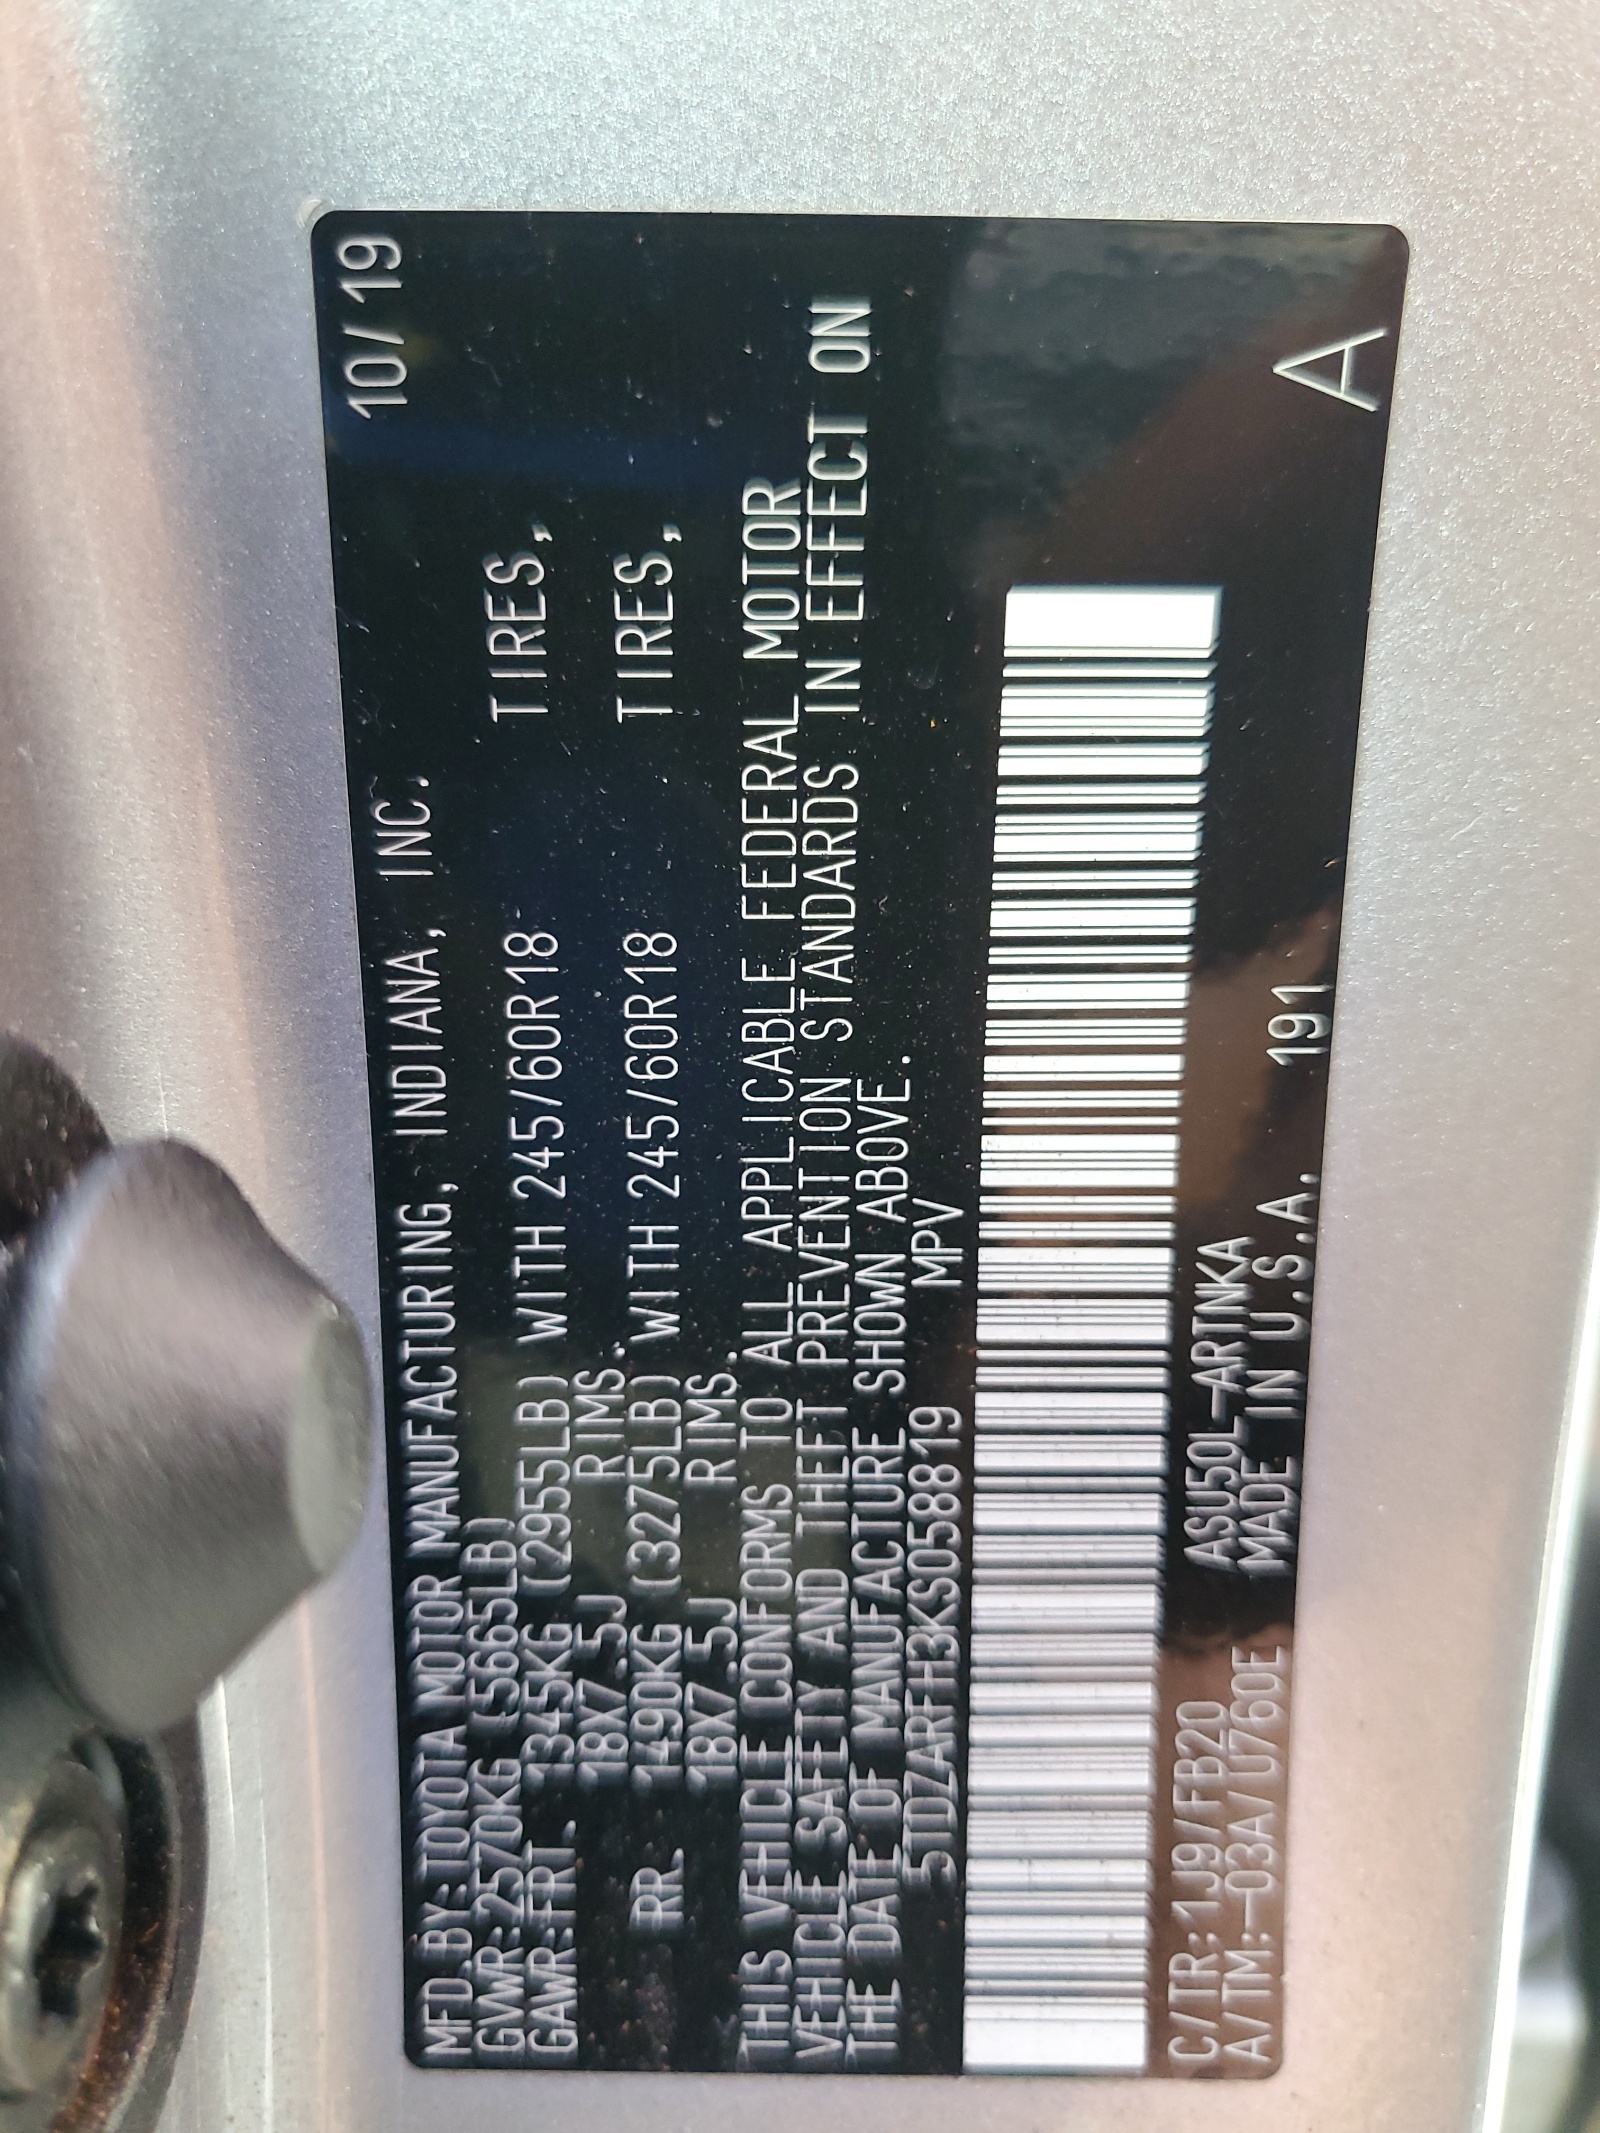 MFD.BY: TOYOTA MOTOR MANUFACTURING, INDIANA, INC. 10/19
GVWR: 2570KG (5665LB)
GAWR: FRT. 1345KG (2955LB) WITH 245/60R18 TIRES,
18X7.5J RIMS.
RR. 1490KG (3275LB) WITH 245/60R18 TIRES,
18X7.5J RIMS.
THIS VEHICLE CONFORMS TO ALL APPLICABLE FEDERAL MOTOR
VEHICLE SAFETY AND THEFT PREVENTION STANDARDS IN EFFECT ON
THE DATE OF MANUFACTURE SHOWN ABOVE.
5TDZARFH3KS058819 MPV
C/TR: 1J9/FB20 ASU50L-ARTNKA
A/TM:-03A/U760E MADE IN U.S.A. 191 A